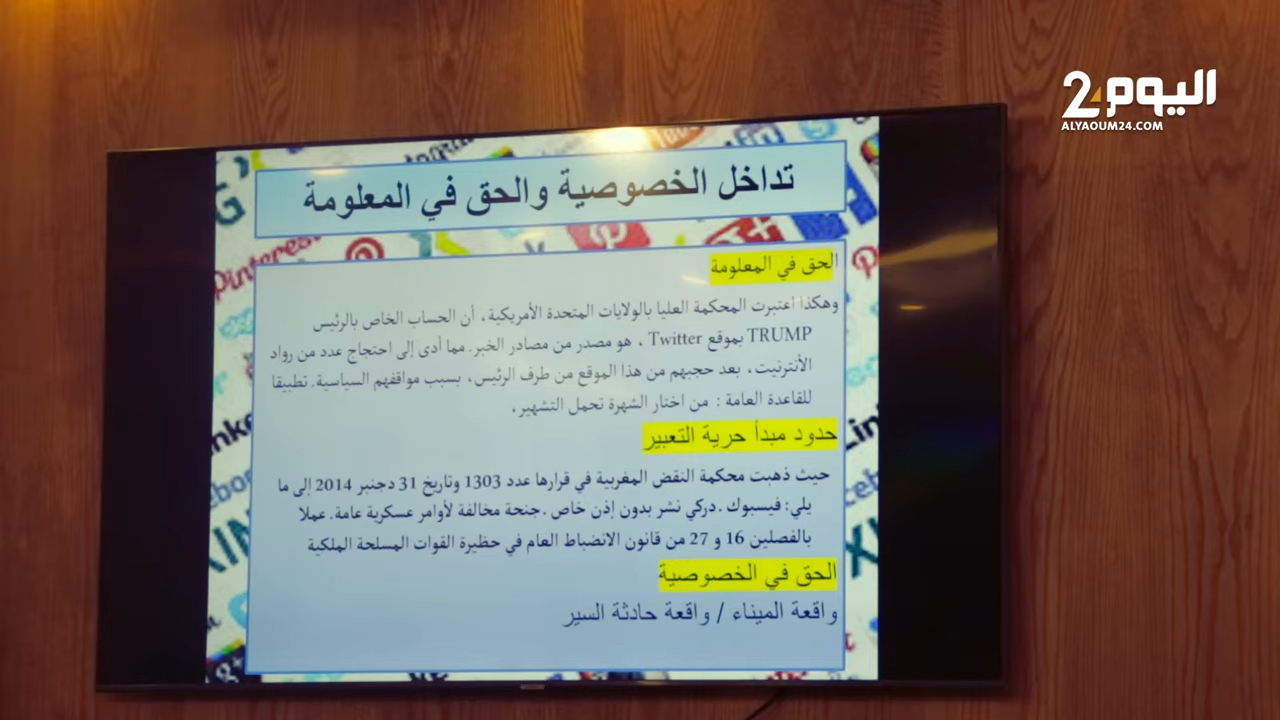 اليوم24
ALYAOUM24.COM
تداخل الخصوصية والحق في المعلومة
Pinterest
الحق في المعلومة
وهكذا اعتبرت المحكمة العليا بالولايات المتحدة الأمريكية، أن الحساب الخاص بالرئيس
TRUMP بموقع Twitter ، هو مصدر من مصادر الخبر. مما أدى إلى احتجاج عدد من رواد
الأنترنيت، بعد حجبهم من هذا الموقع من طرف الرئيس، بسبب مواقفهم السياسية. تطبيقا
للقاعدة العامة : من اختار الشهرة تحمل التشهير،
حدود مبدأ حرية التعبير
حيث ذهبت محكمة النقض المغربية في قرارها عدد 1303 وتاريخ 31 دجنبر 2014 إلى ما
يلي: فيسبوك . دركي نشر بدون إذن خاص . جنحة مخالفة لأوامر عسكرية عامة. عملا
بالفصلين 16 و 27 من قانون الانضباط العام في حظيرة القوات المسلحة الملكية
الحق في الخصوصية
واقعة الميناء / واقعة حادثة السير